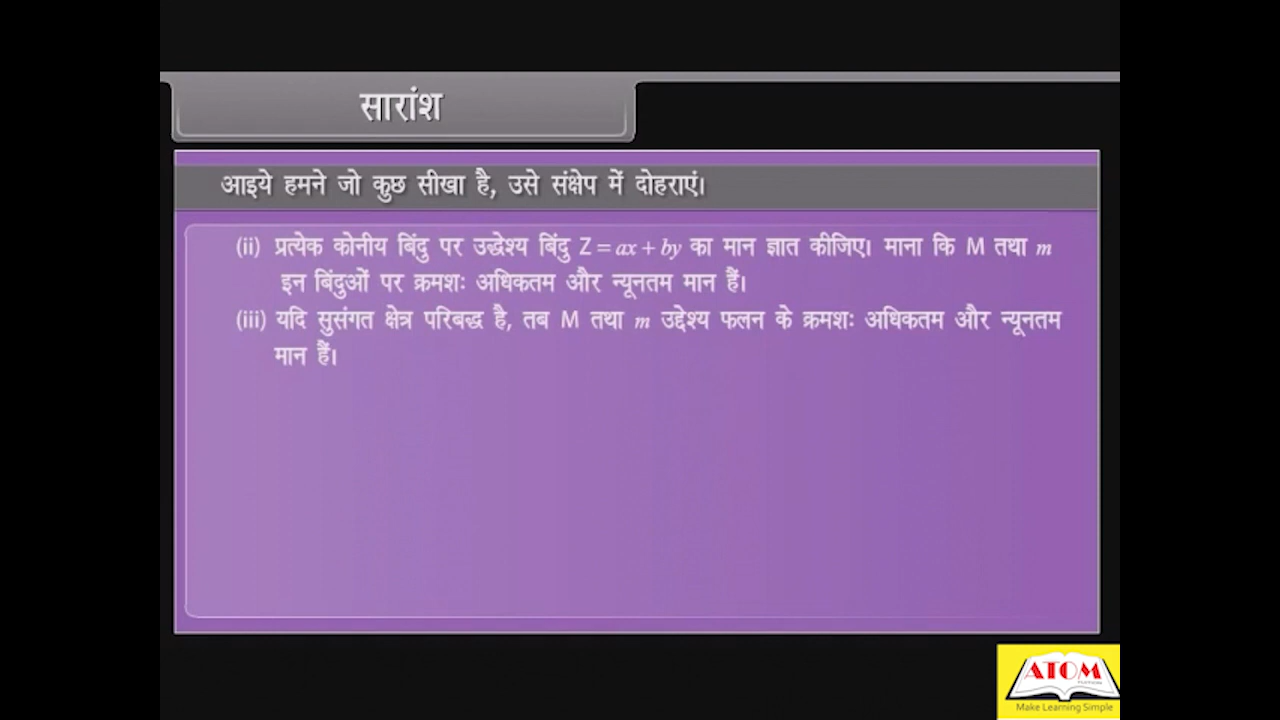 सारांश
आइये हमने जो कुछ सीखा है, उसे संक्षेप में दोहराएं।
(ii) प्रत्येक कोनीय बिंदु पर उद्धेश्य बिंदु Z = ax + by का मान ज्ञात कीजिए। माना कि M तथा m
इन बिंदुओं पर क्रमशः अधिकतम और न्यूनतम मान हैं।
(iii) यदि सुसंगत क्षेत्र परिबद्ध है, तब M तथा m उद्देश्य फलन के क्रमशः अधिकतम और न्यूनतम
मान हैं।
ATOM
Make Learning Simple